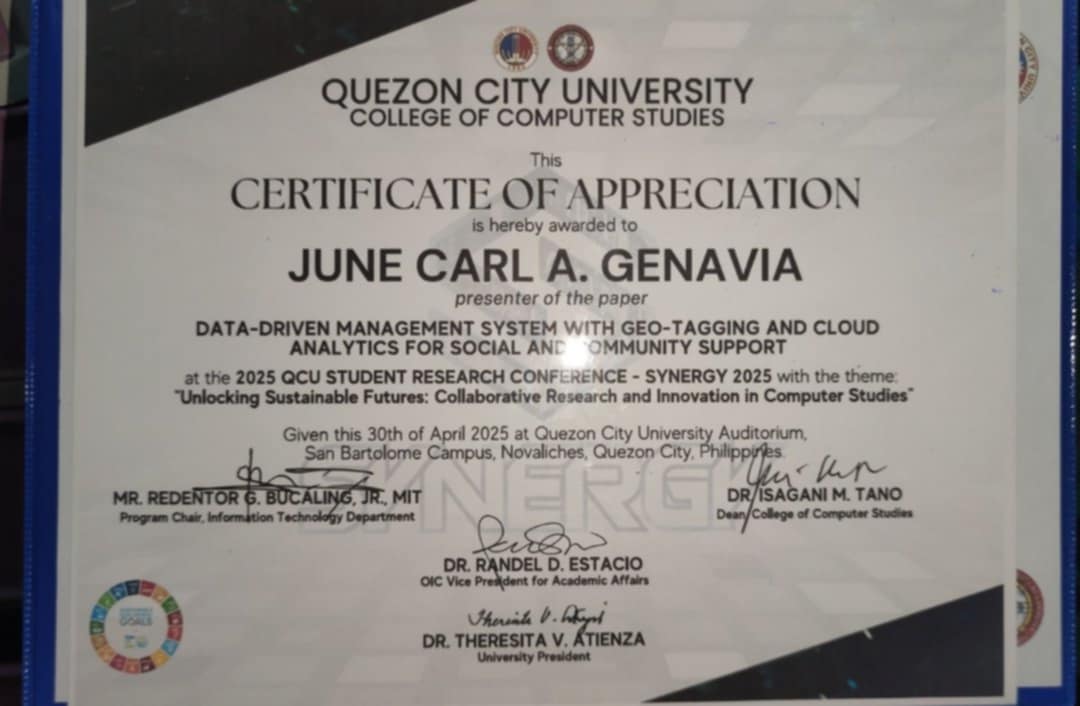 QUEZON CITY UNIVERSITY
COLLEGE OF COMPUTER STUDIES
This
CERTIFICATE OF APPRECIATION
is hereby awarded to
JUNE CARL A. GENAVIA
presenter of the paper
DATA-DRIVEN MANAGEMENT SYSTEM WITH GEO-TAGGING AND CLOUD
ANALYTICS FOR SOCIAL AND COMMUNITY SUPPORT
at the 2025 QCU STUDENT RESEARCH CONFERENCE - SYNERGY 2025 with the theme:
"Unlocking Sustainable Futures: Collaborative Research and Innovation in Computer Studies"
Given this 30th of April 2025 at Quezon City University Auditorium,
San Bartolome Campus, Novaliches, Quezon City, Philippines.
SYNERGY
MR. REDENTOR G. BUCALING, JR., MIT
Program Chair, Information Technology Department
DR. ISAGANI M. TANO
Dean, College of Computer Studies
DR. RANDEL D. ESTACIO
OIC Vice President for Academic Affairs
DR. THERESITA V. ATIENZA
University President
GOALS